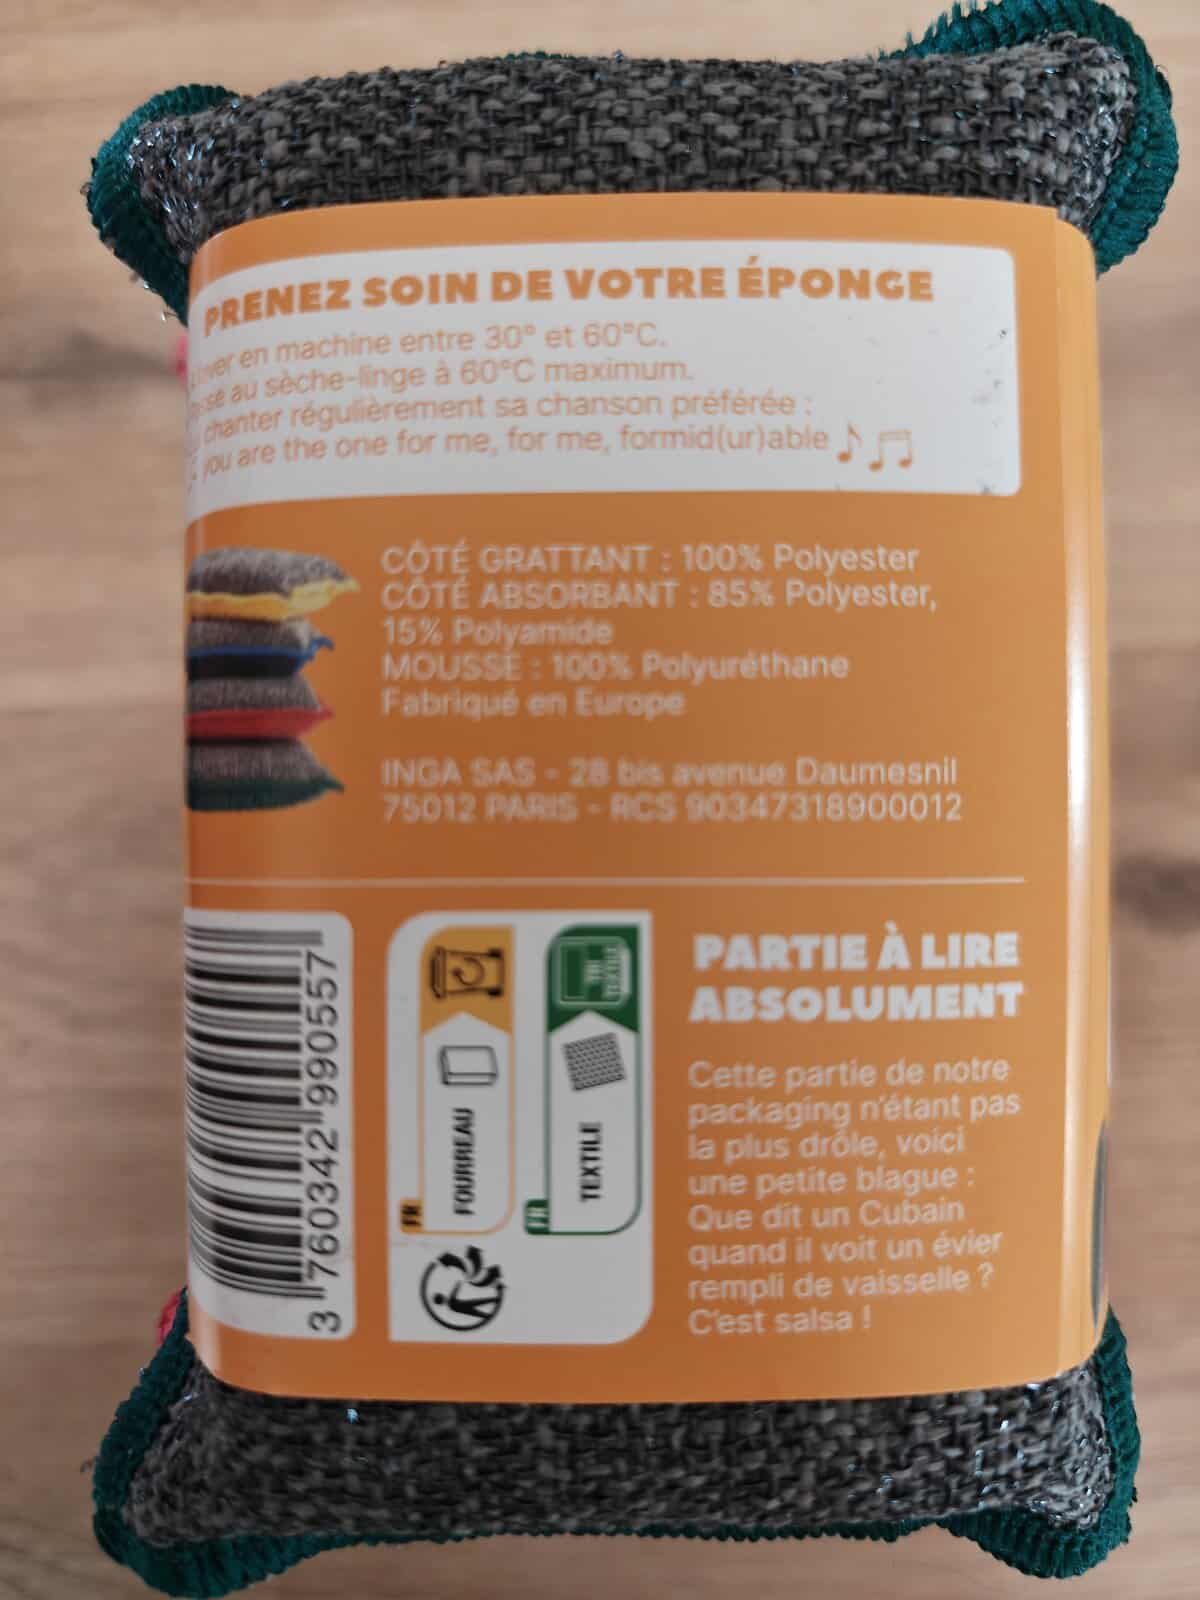 PRENEZ SOIN DE VOTRE ÉPONGE
en machine entre 30° et 60°C.
au sèche-linge à 60°C maximum.
chanter régulièrement sa chanson préférée :
you are the one for me, for me, formid(ur)able
CÔTÉ GRATTANT : 100% Polyester
CÔTÉ ABSORBANT : 85% Polyester,
15% Polyamide
MOUSSE : 100% Polyuréthane
Fabriqué en Europe
INGA SAS - 28 bis avenue Daumesnil
75012 PARIS - RCS 90347318900012
3 760342 990557
FR
FOURREAU
FR
TEXTILE
PARTIE À LIRE
ABSOLUMENT
Cette partie de notre
packaging n'étant pas
la plus drôle, voici
une petite blague :
Que dit un Cubain
quand il voit un évier
rempli de vaisselle ?
C'est salsa !